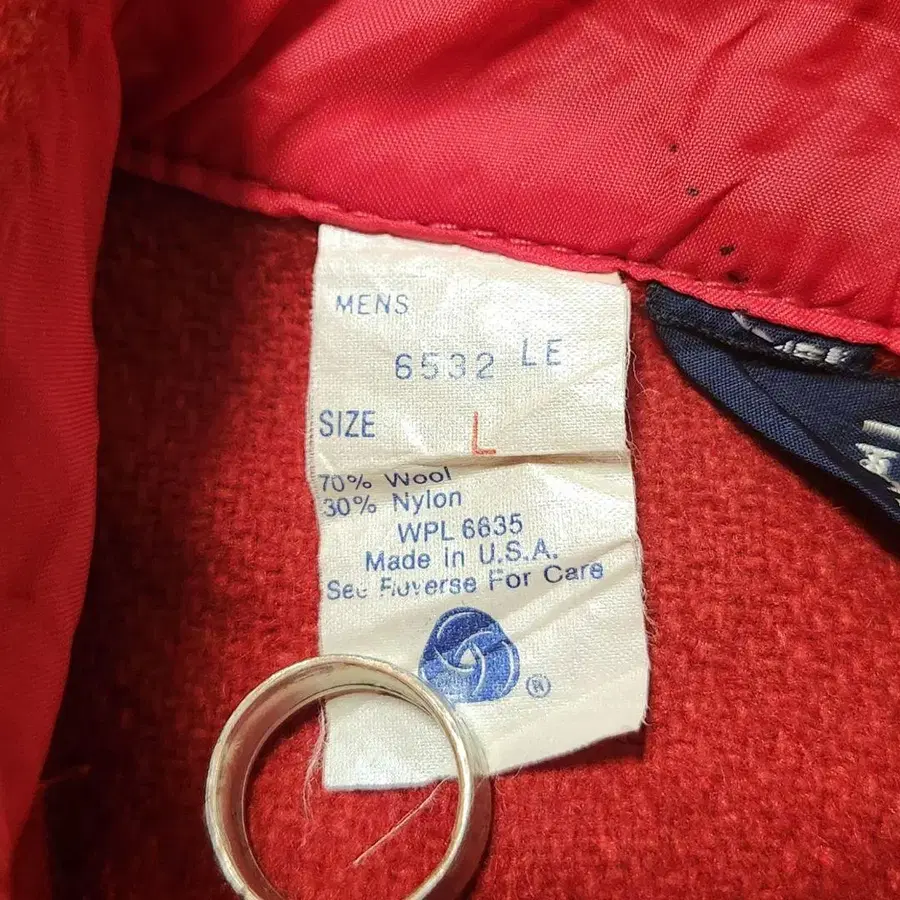 MENS
6532 LE
SIZE L
70% Wool
30% Nylon
WPL 6635
Made in U.S.A.
See Reverse For Care
®